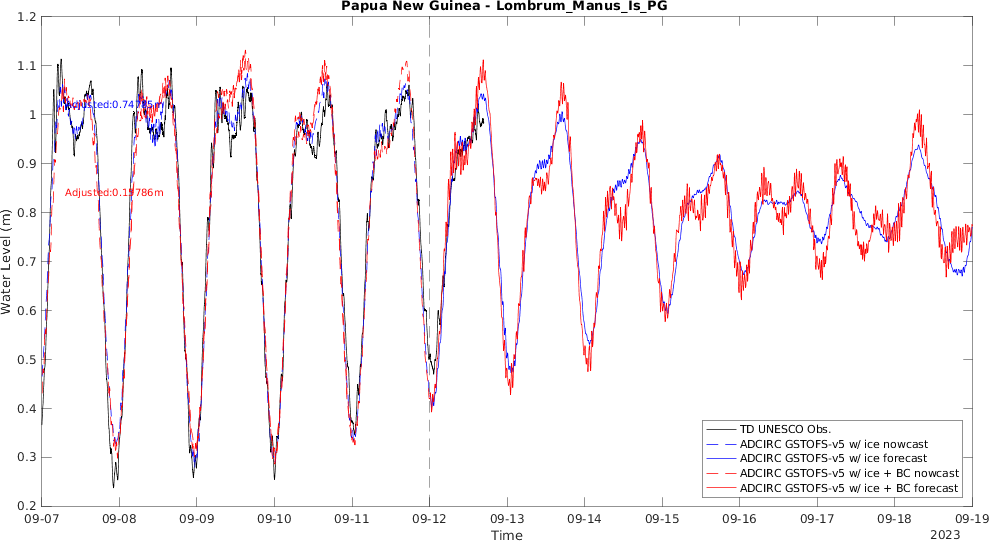 Papua New Guinea - Lombrum_Manus_Is_PG
1.2
1.1
1
0.9
0.8
0.7
0.6
0.5
0.4
0.3
0.2
Water Level (m)
Adjusted:0.74785m
Adjusted:0.19786m
TD UNESCO Obs.
ADCIRC GSTOFS-v5 w/ ice nowcast
ADCIRC GSTOFS-v5 w/ ice forecast
ADCIRC GSTOFS-v5 w/ ice + BC nowcast
ADCIRC GSTOFS-v5 w/ ice + BC forecast
09-07 09-08 09-09 09-10 09-11 09-12 09-13 09-14 09-15 09-16 09-17 09-18 09-19
Time
2023